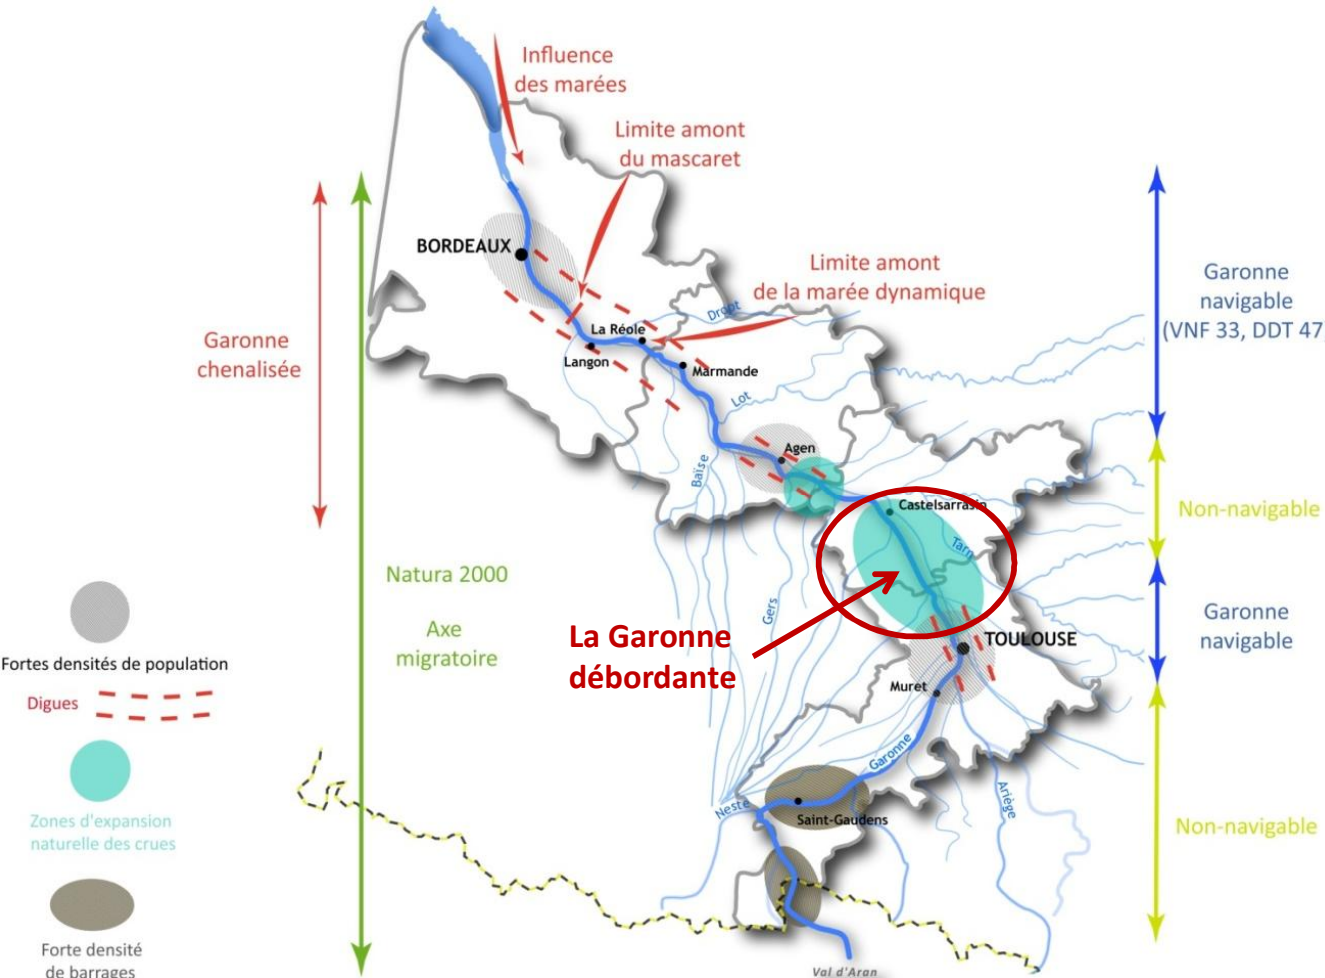 Influence
des marées
Limite amont
du mascaret
BORDEAUX
Limite amont
de la marée dynamique
Garonne
navigable
(VNF 33, DDT 47
Dropt
La Réole
Garonne
chenalisée
Langon
Marmande
Lot
Agen
Baïse
Castelsarrasin
Non-navigable
Tarn
Natura 2000
Axe
migratoire
Gers
La Garonne
débordante
TOULOUSE
Garonne
navigable
Muret
Fortes densités de population
Digues
Garonne
Neste
Ariège
Saint-Gaudens
Non-navigable
Zones d'expansion
naturelle des crues
Forte densité
de barrages
Val d'Aran